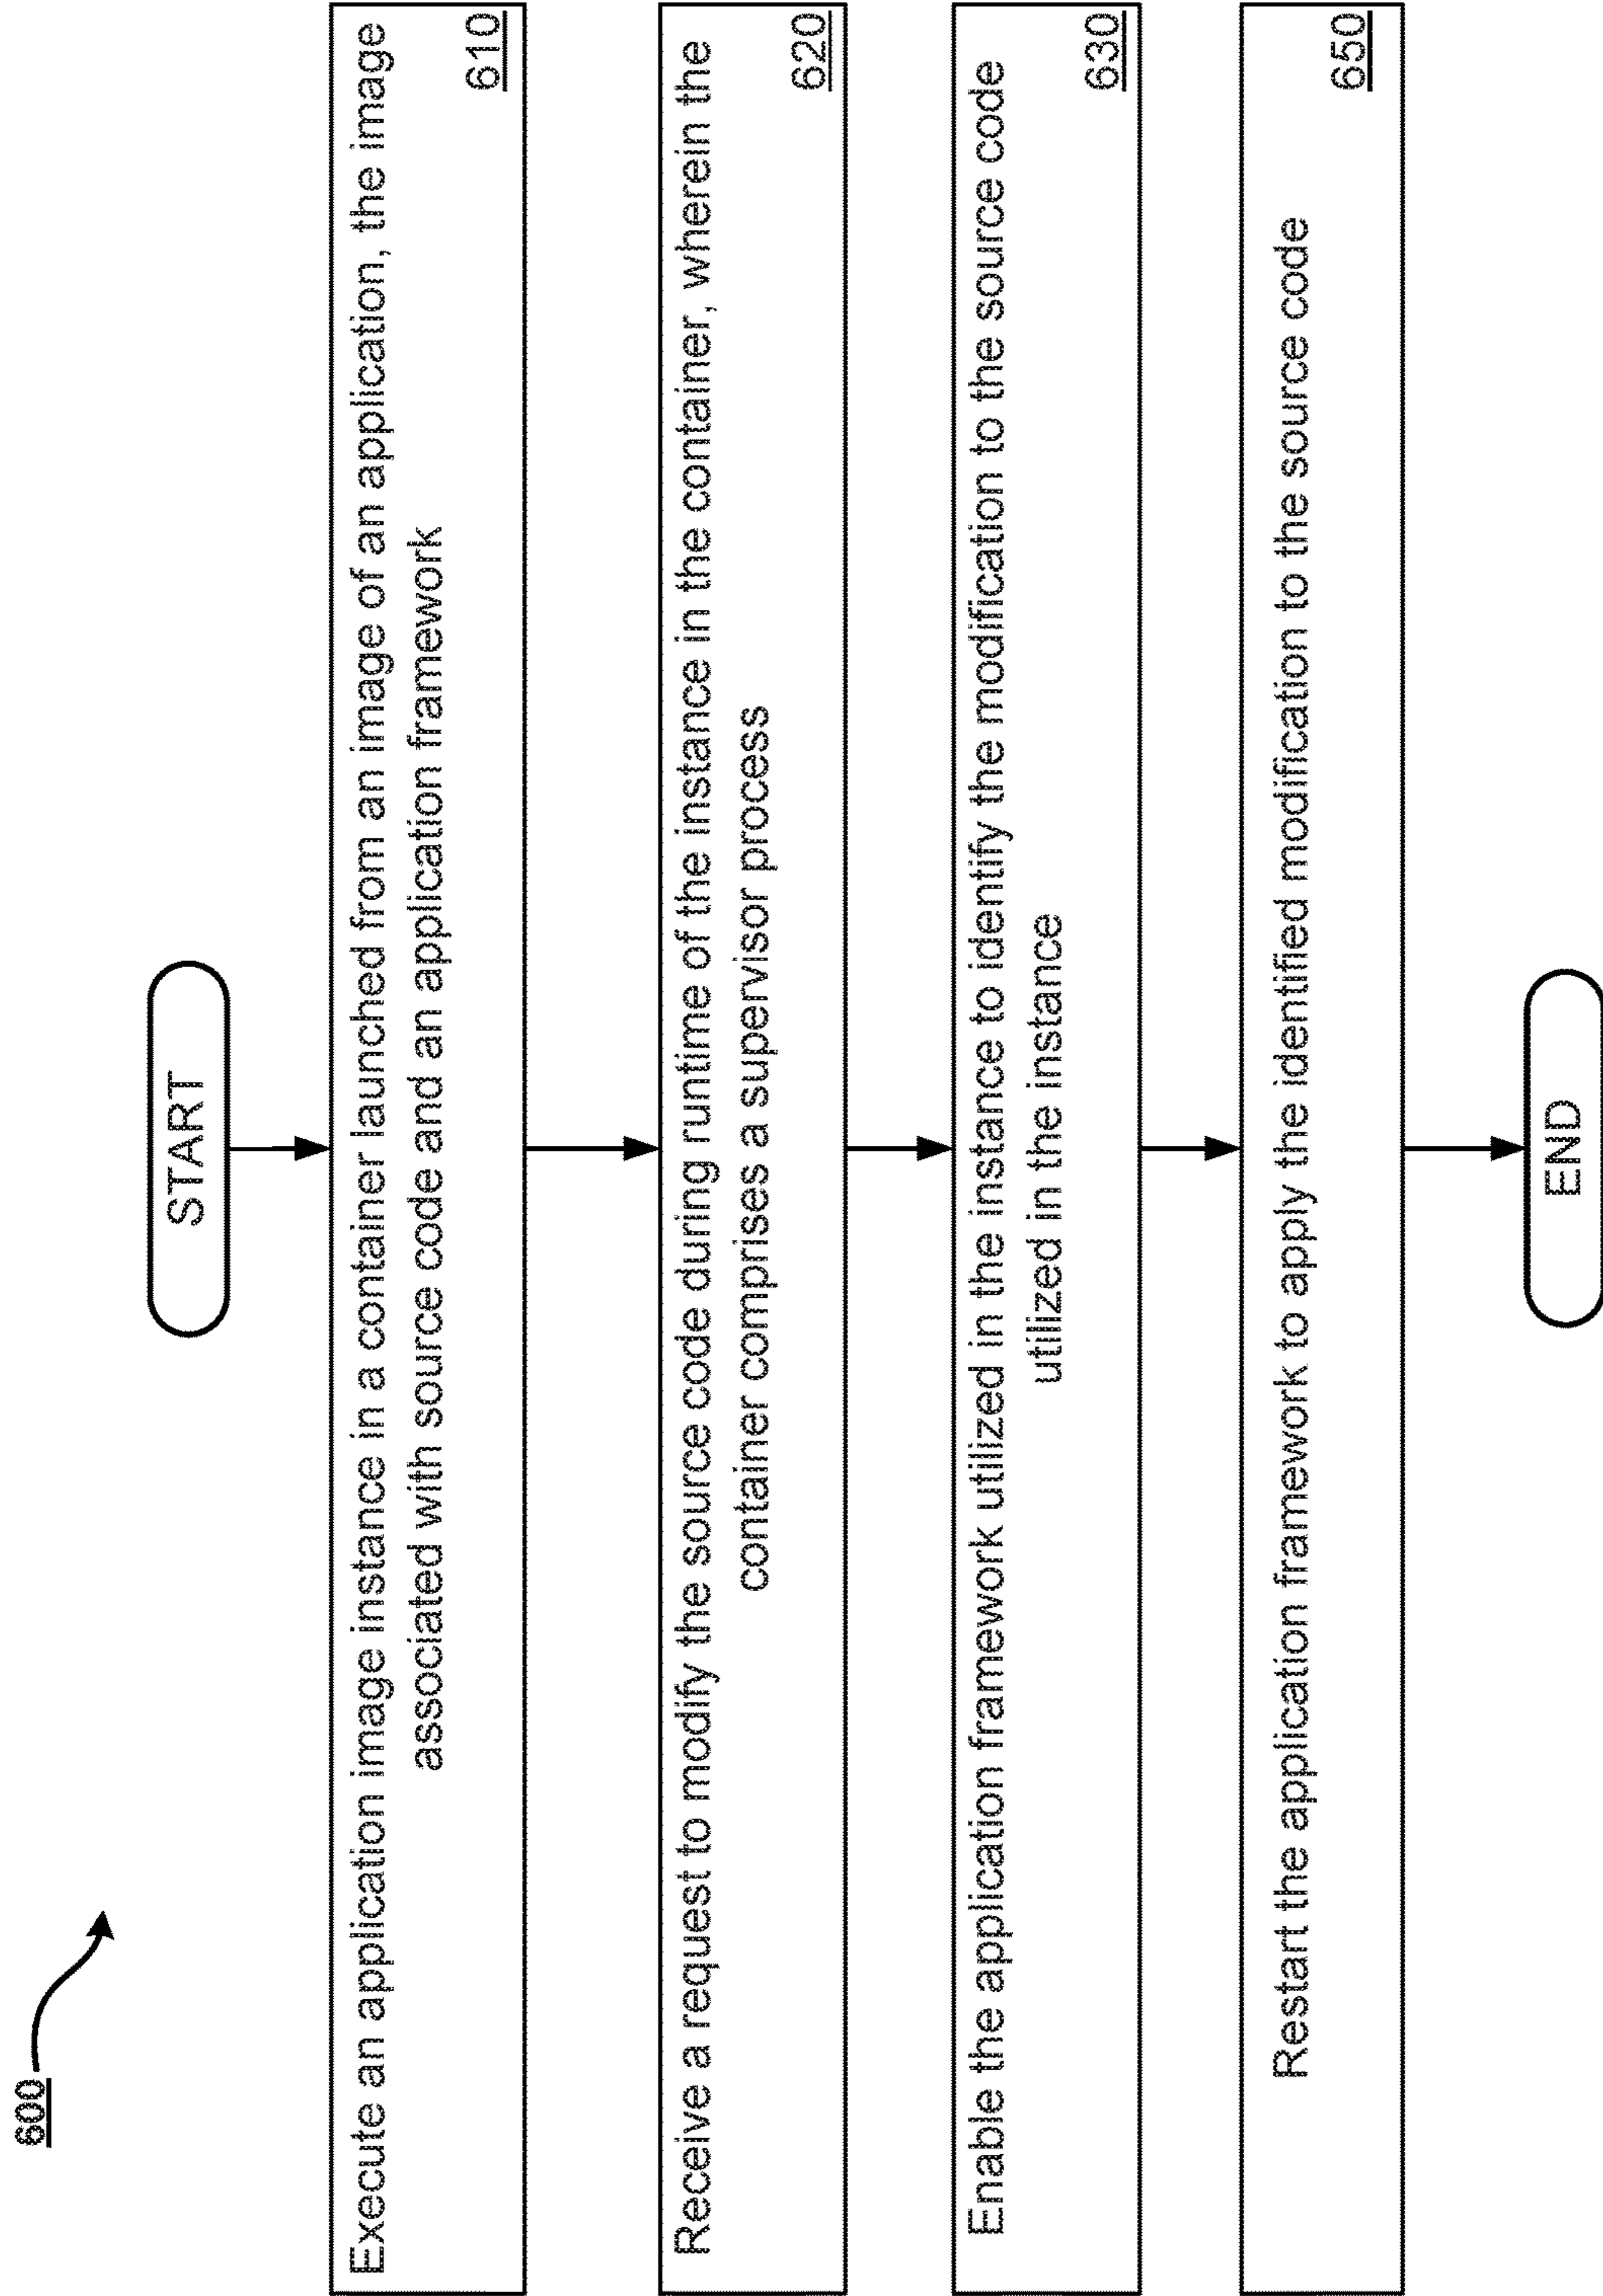 600
START
Execute an application image instance in a container launched from an image of an application, the image
associated with source code and an application framework
610
Receive a request to modify the source code during runtime of the instance in the container, wherein the
container comprises a supervisor process
620
Enable the application framework utilized in the instance to identify the modification to the source code
utilized in the instance
630
Restart the application framework to apply the identified modification to the source code
650
END